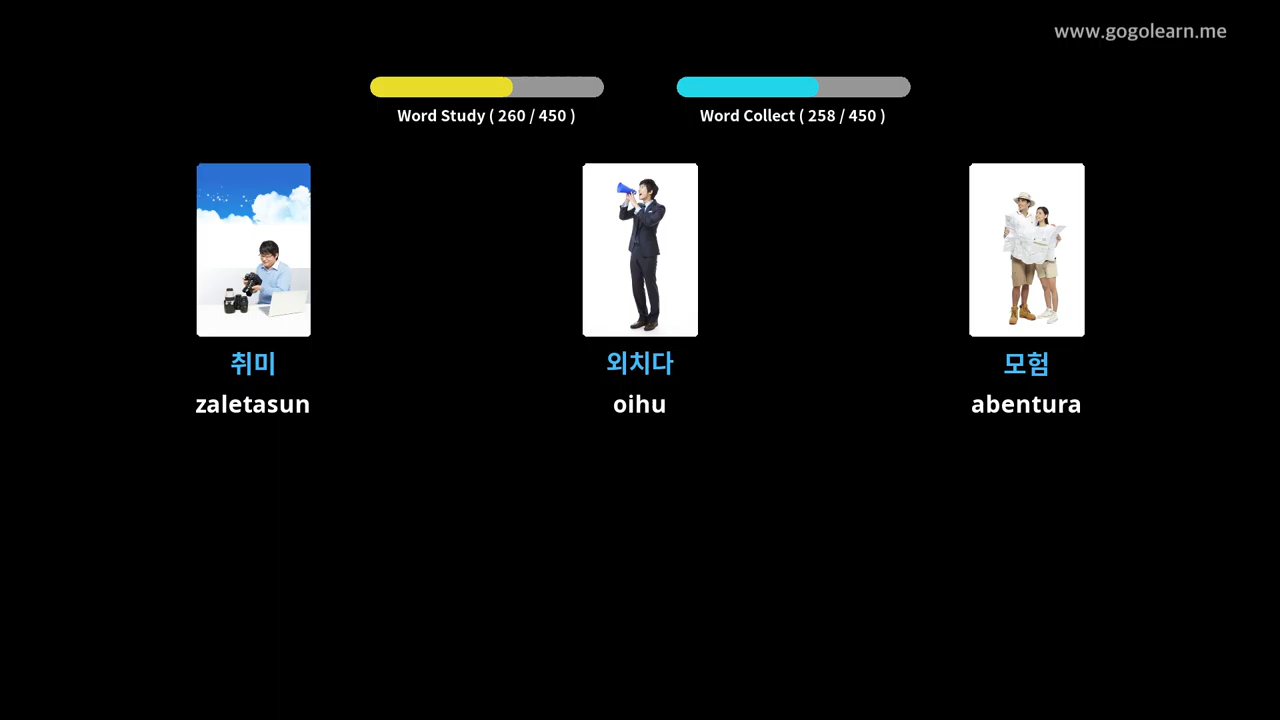 www.gogolearn.me
Word Study ( 260 / 450 )
Word Collect ( 258 / 450 )
취미
외치다
모험
zaletasun
oihu
abentura